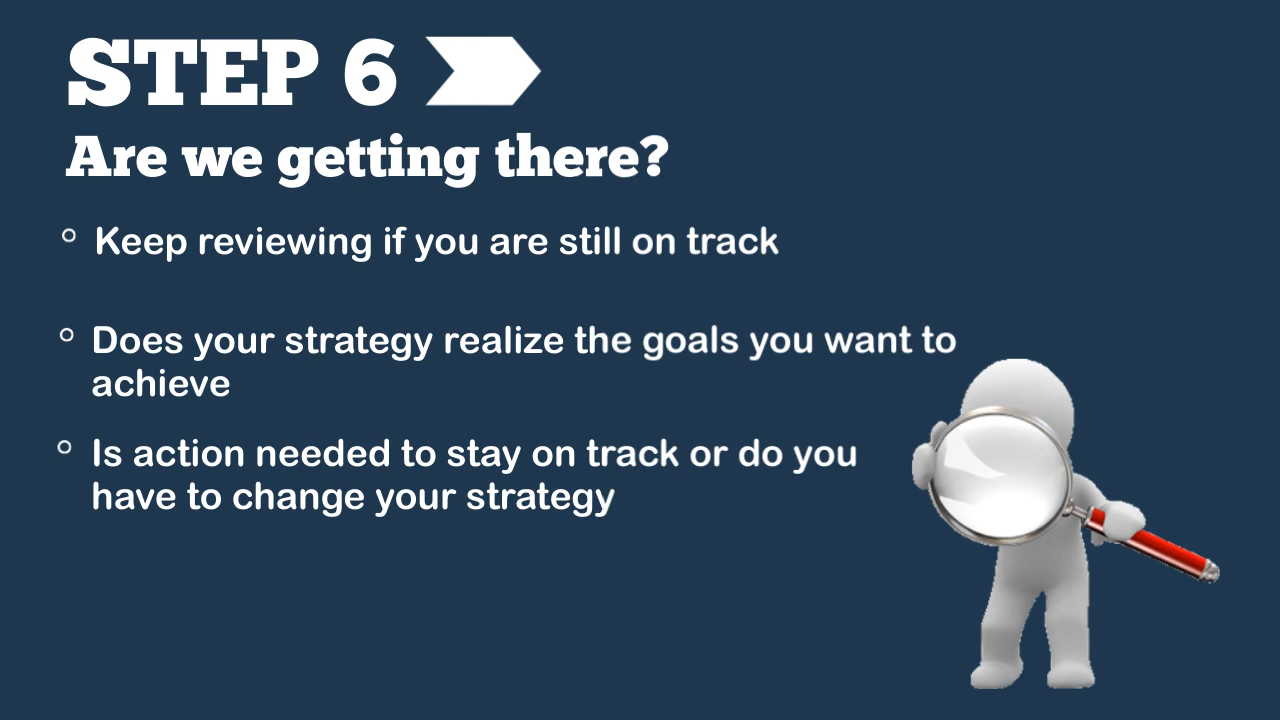 STEP 6
Are we getting there?
Keep reviewing if you are still on track
Does your strategy realize the goals you want to
achieve
Is action needed to stay on track or do you
have to change your strategy